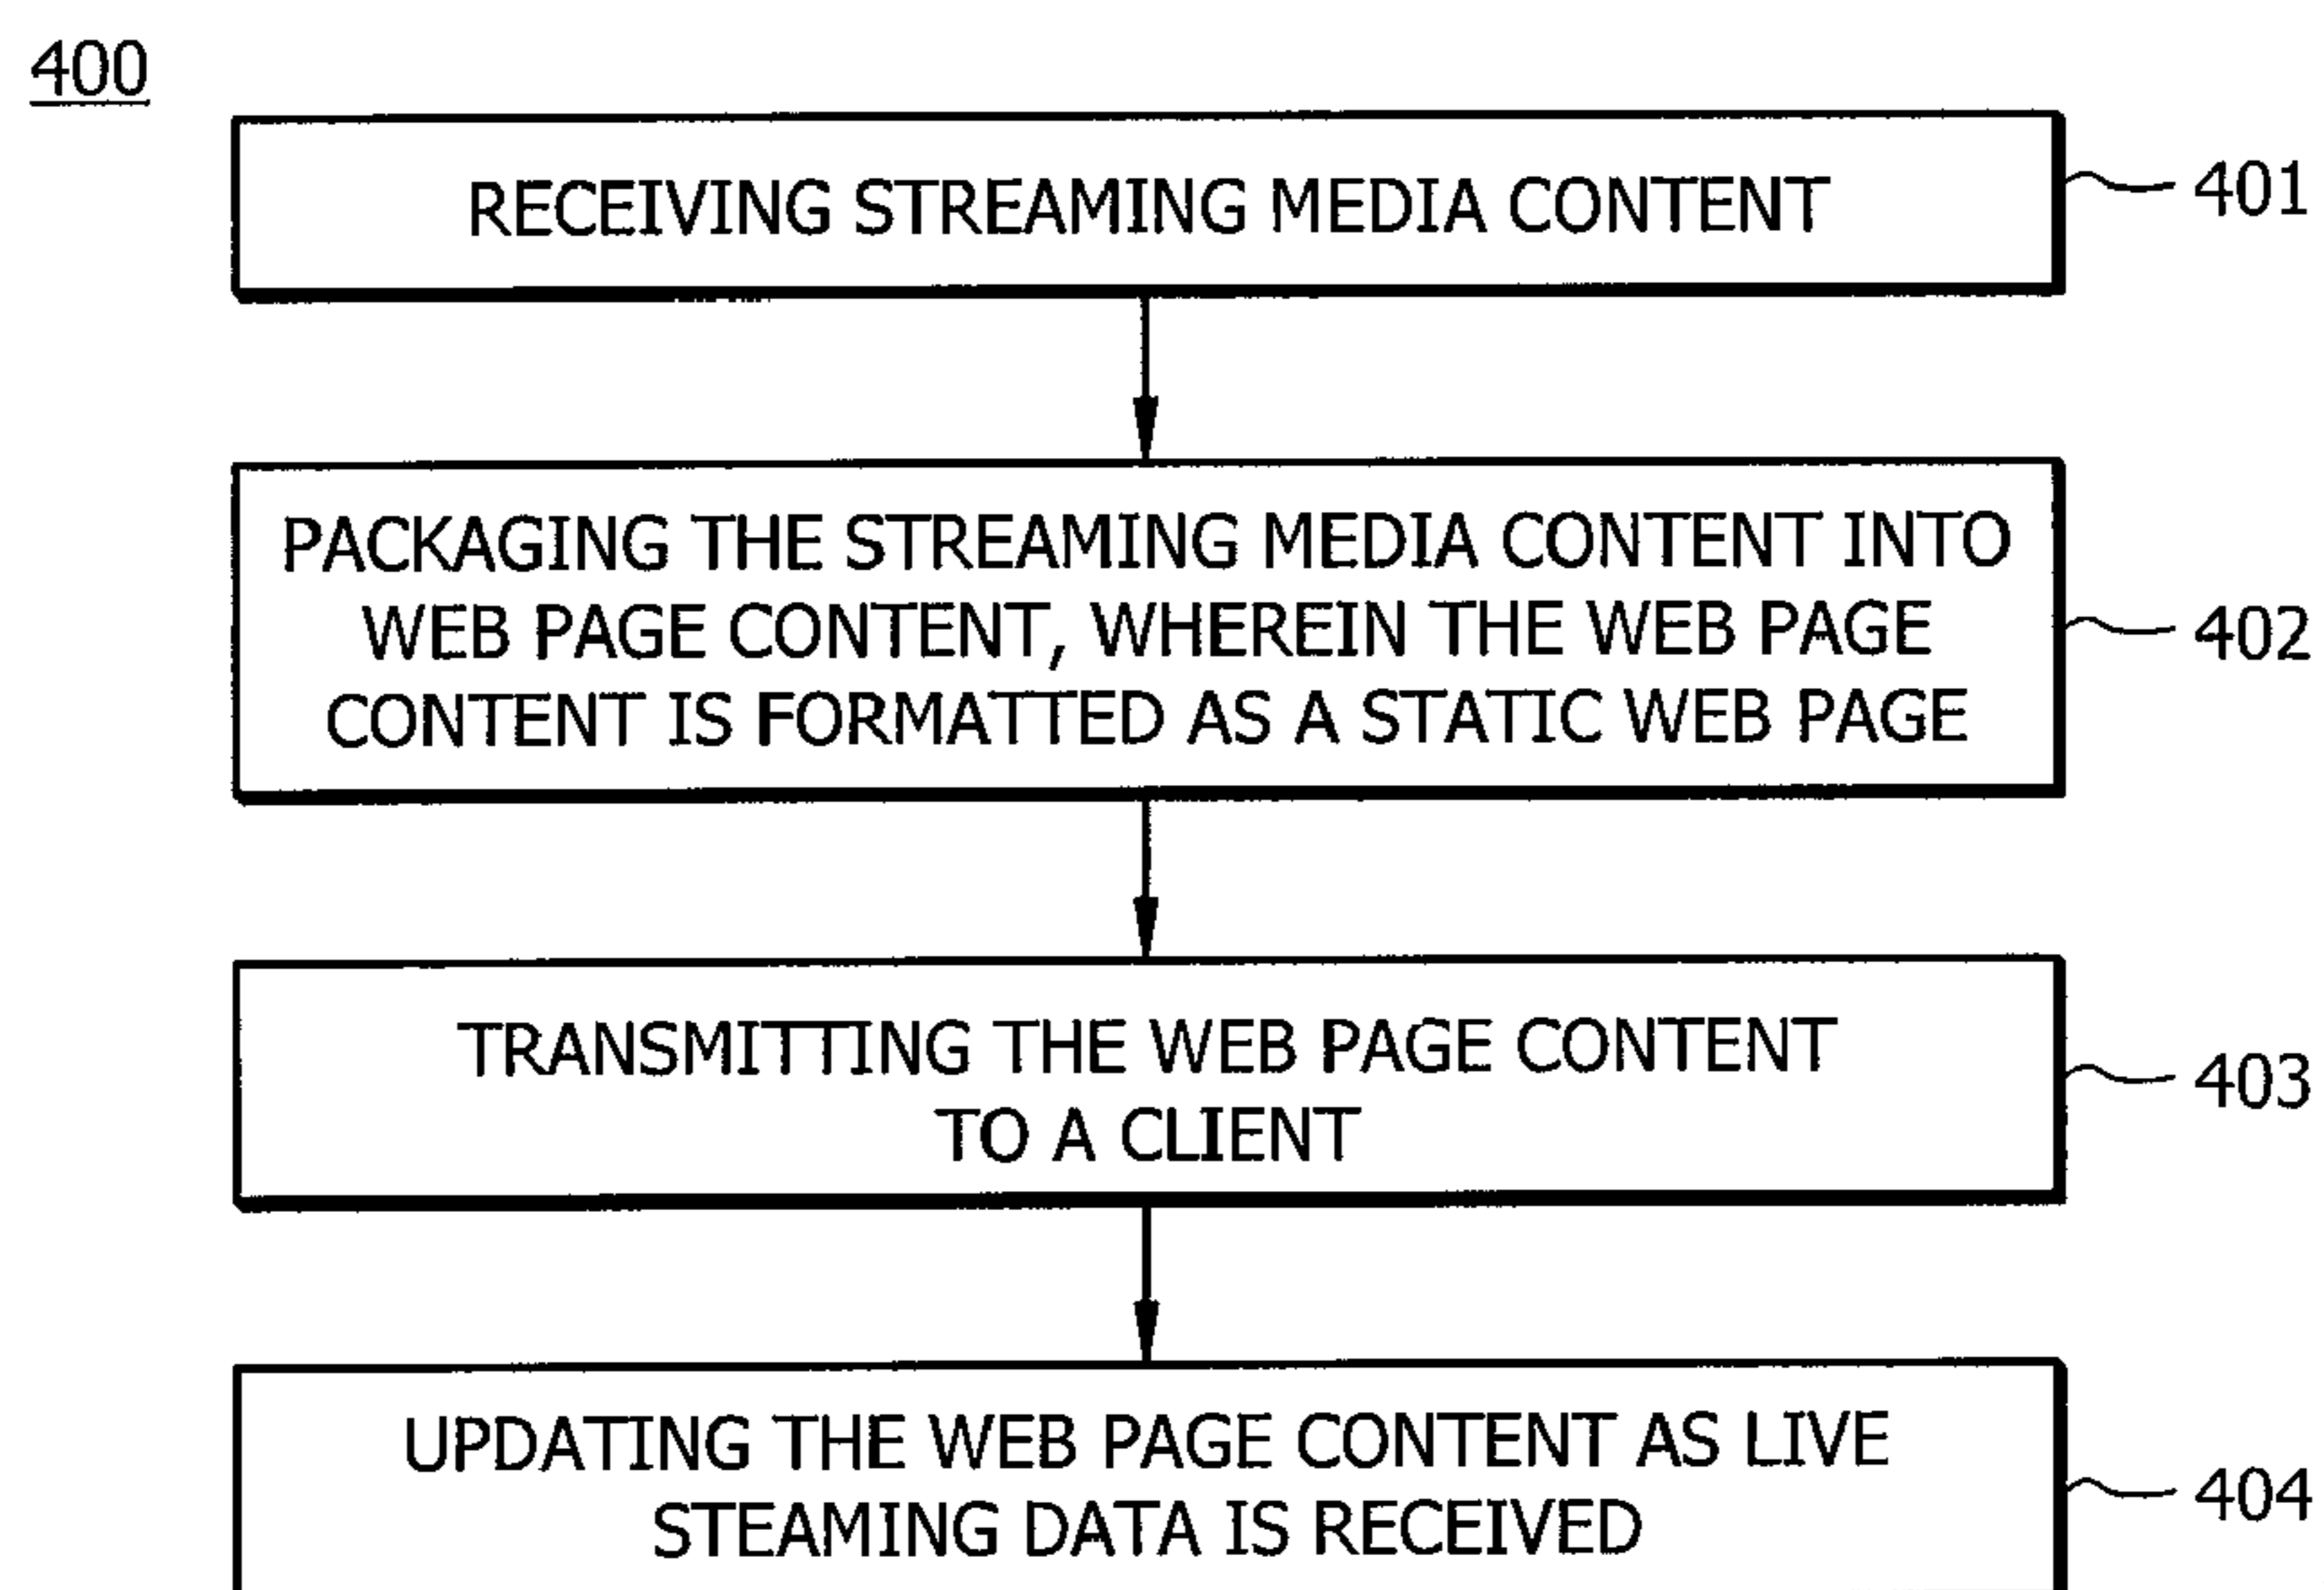 400
RECEIVING STREAMING MEDIA CONTENT
401
PACKAGING THE STREAMING MEDIA CONTENT INTO
WEB PAGE CONTENT, WHEREIN THE WEB PAGE
CONTENT IS FORMATTED AS A STATIC WEB PAGE
402
TRANSMITTING THE WEB PAGE CONTENT
TO A CLIENT
403
UPDATING THE WEB PAGE CONTENT AS LIVE
STEAMING DATA IS RECEIVED
404